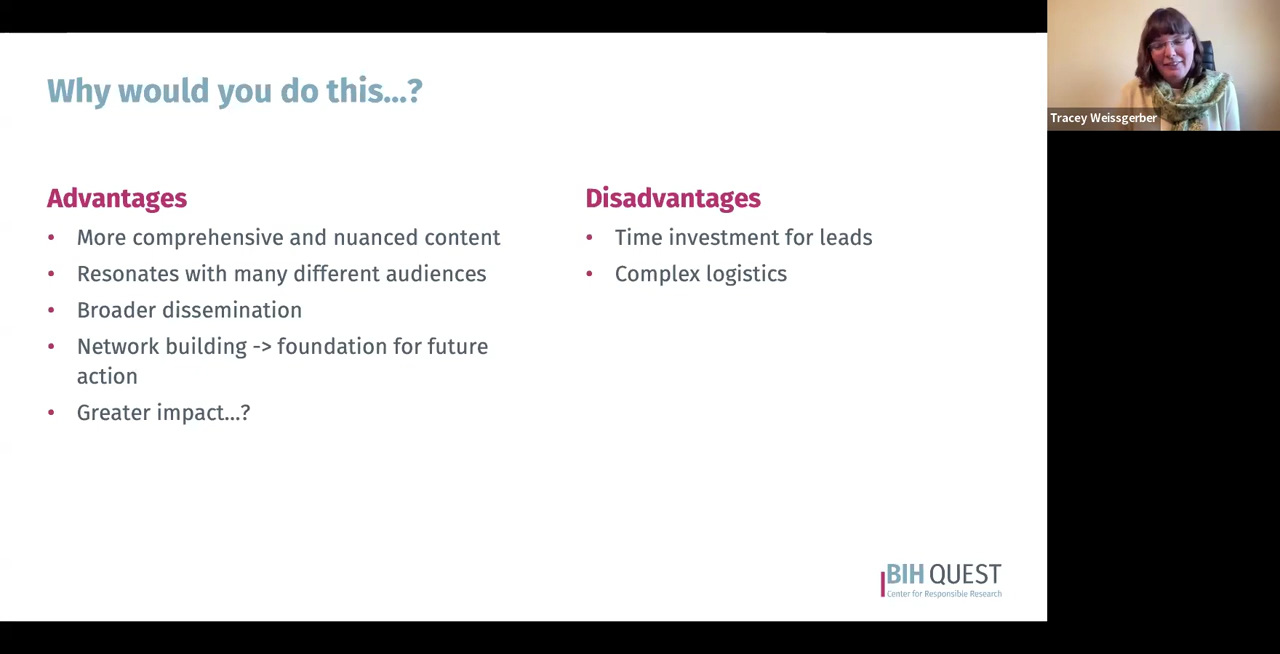 Why would you do this...?
Advantages
• More comprehensive and nuanced content
• Resonates with many different audiences
• Broader dissemination
• Network building -> foundation for future
action
• Greater impact...?
Disadvantages
• Time investment for leads
• Complex logistics
BIH QUEST
Center for Responsible Research
Tracey Weissgerber